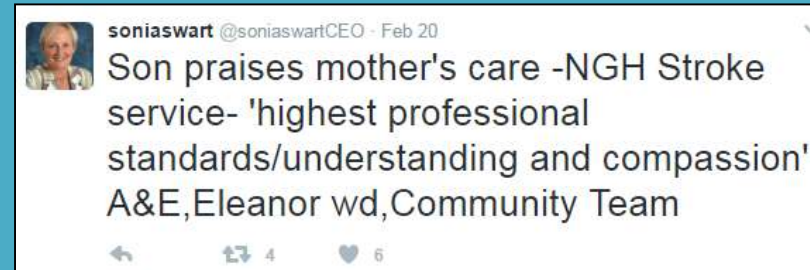 soniaswart @soniaswartCEO · Feb 20
Son praises mother's care -NGH Stroke
service- 'highest professional
standards/understanding and compassion'
A&E,Eleanor wd,Community Team
4 6